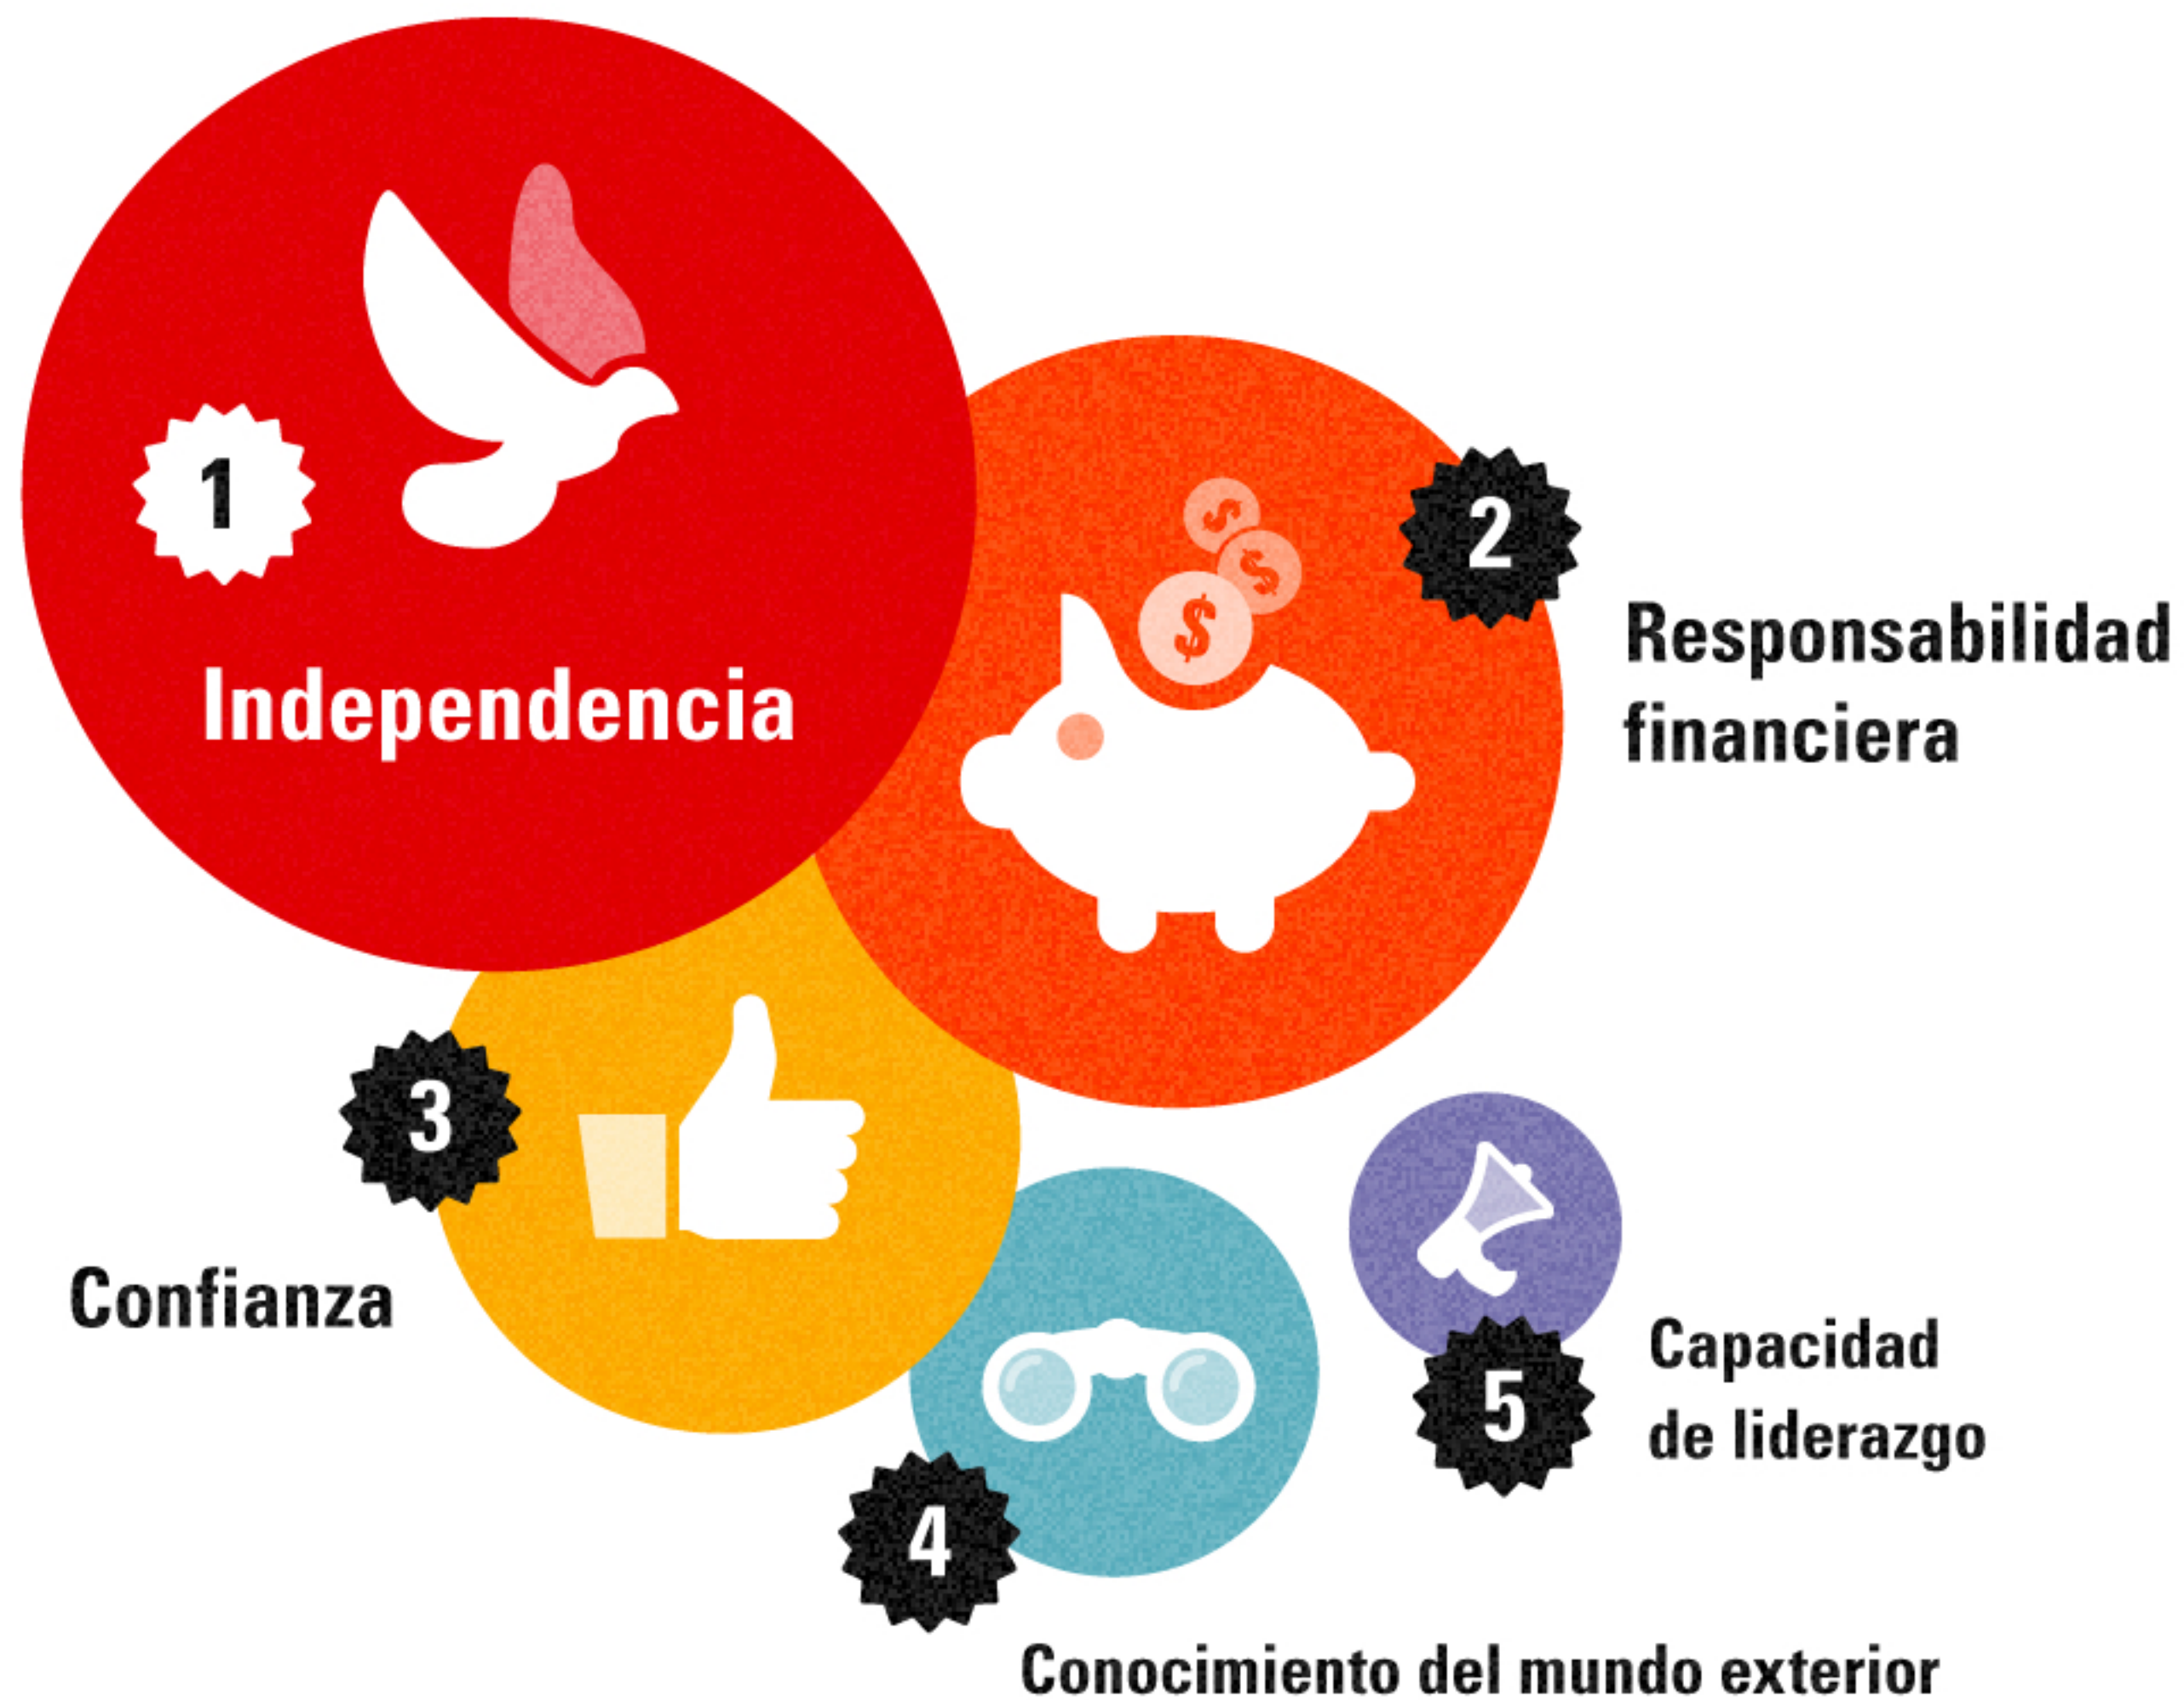 1
Independencia
$
$
$
2
Responsabilidad
financiera
3
Confianza
4
Conocimiento del mundo exterior
5
Capacidad
de liderazgo